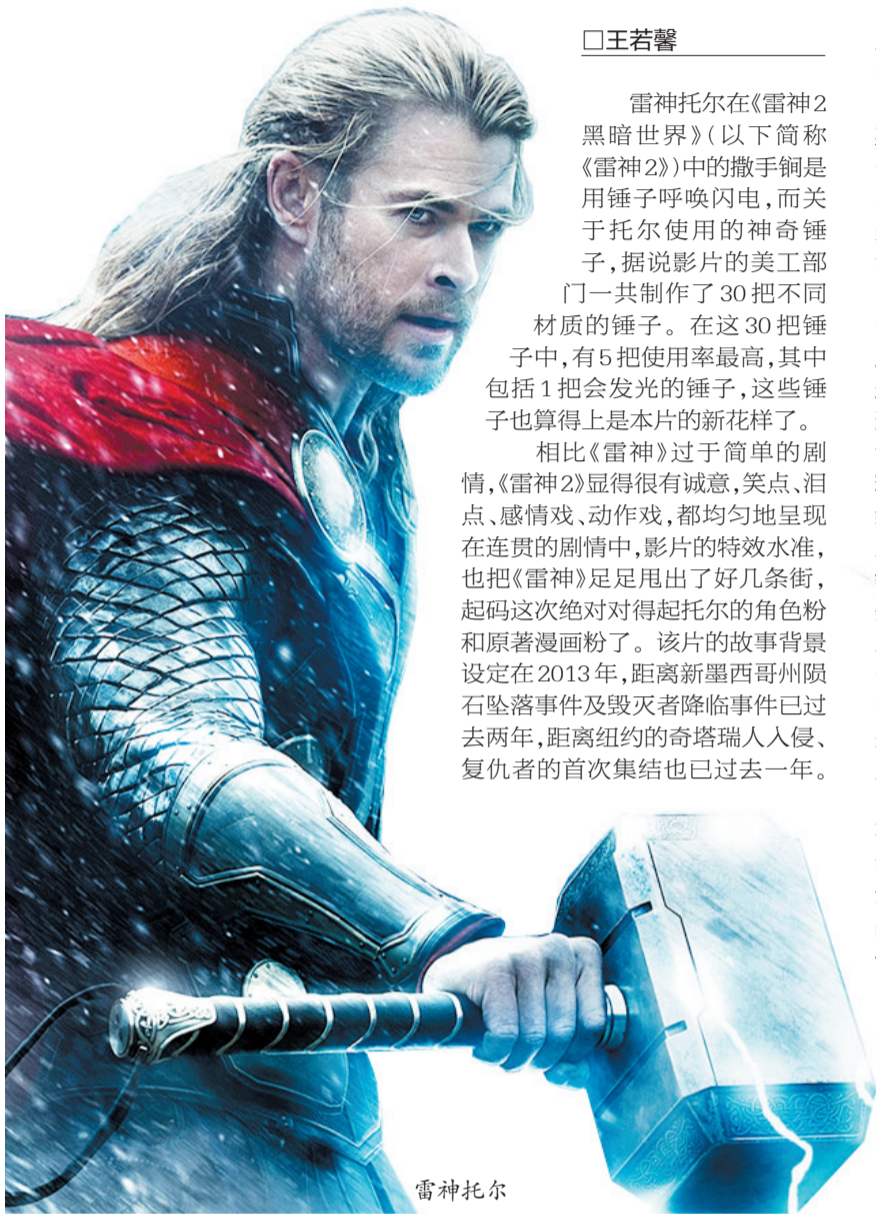 □王若馨
雷神托尔在《雷神2
黑暗世界》(以下简称
《雷神2》)中的撒手锏是
用锤子呼唤闪电,而关
于托尔使用的神奇锤
子,据说影片的美工部
门一共制作了30把不同
材质的锤子。在这30把锤
子中,有5把使用率最高,其中
包括1把会发光的锤子,这些锤
子也算得上是本片的新花样了。
相比《雷神》过于简单的剧
情,《雷神2》显得很有诚意,笑点、泪
点、感情戏、动作戏,都均匀地呈现
在连贯的剧情中,影片的特效水准,
也把《雷神》足足甩出了好几条街,
起码这次绝对对得起托尔的角色粉
和原著漫画粉了。该片的故事背景
设定在2013年,距离新墨西哥州陨
石坠落事件及毁灭者降临事件已过
去两年,距离纽约的奇塔瑞人入侵、
复仇者的首次集结也已过去一年。
雷神托尔